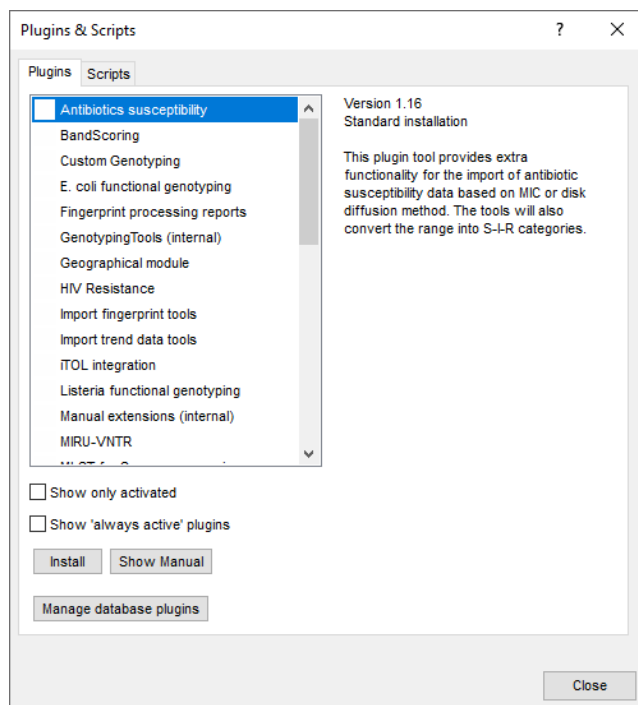 Plugins & Scripts
?
Plugins
Scripts
Antibiotics susceptibility
BandScoring
Custom Genotyping
E. coli functional genotyping
Fingerprint processing reports
GenotypingTools (internal)
Geographical module
HIV Resistance
Import fingerprint tools
Import trend data tools
iTOL integration
Listeria functional genotyping
Manual extensions (internal)
MIRU-VNTR
Version 1.16
Standard installation
This plugin tool provides extra
functionality for the import of antibiotic
susceptibility data based on MIC or disk
diffusion method. The tools will also
convert the range into S-I-R categories.
Show only activated
Show 'always active' plugins
Install
Show Manual
Manage database plugins
Close